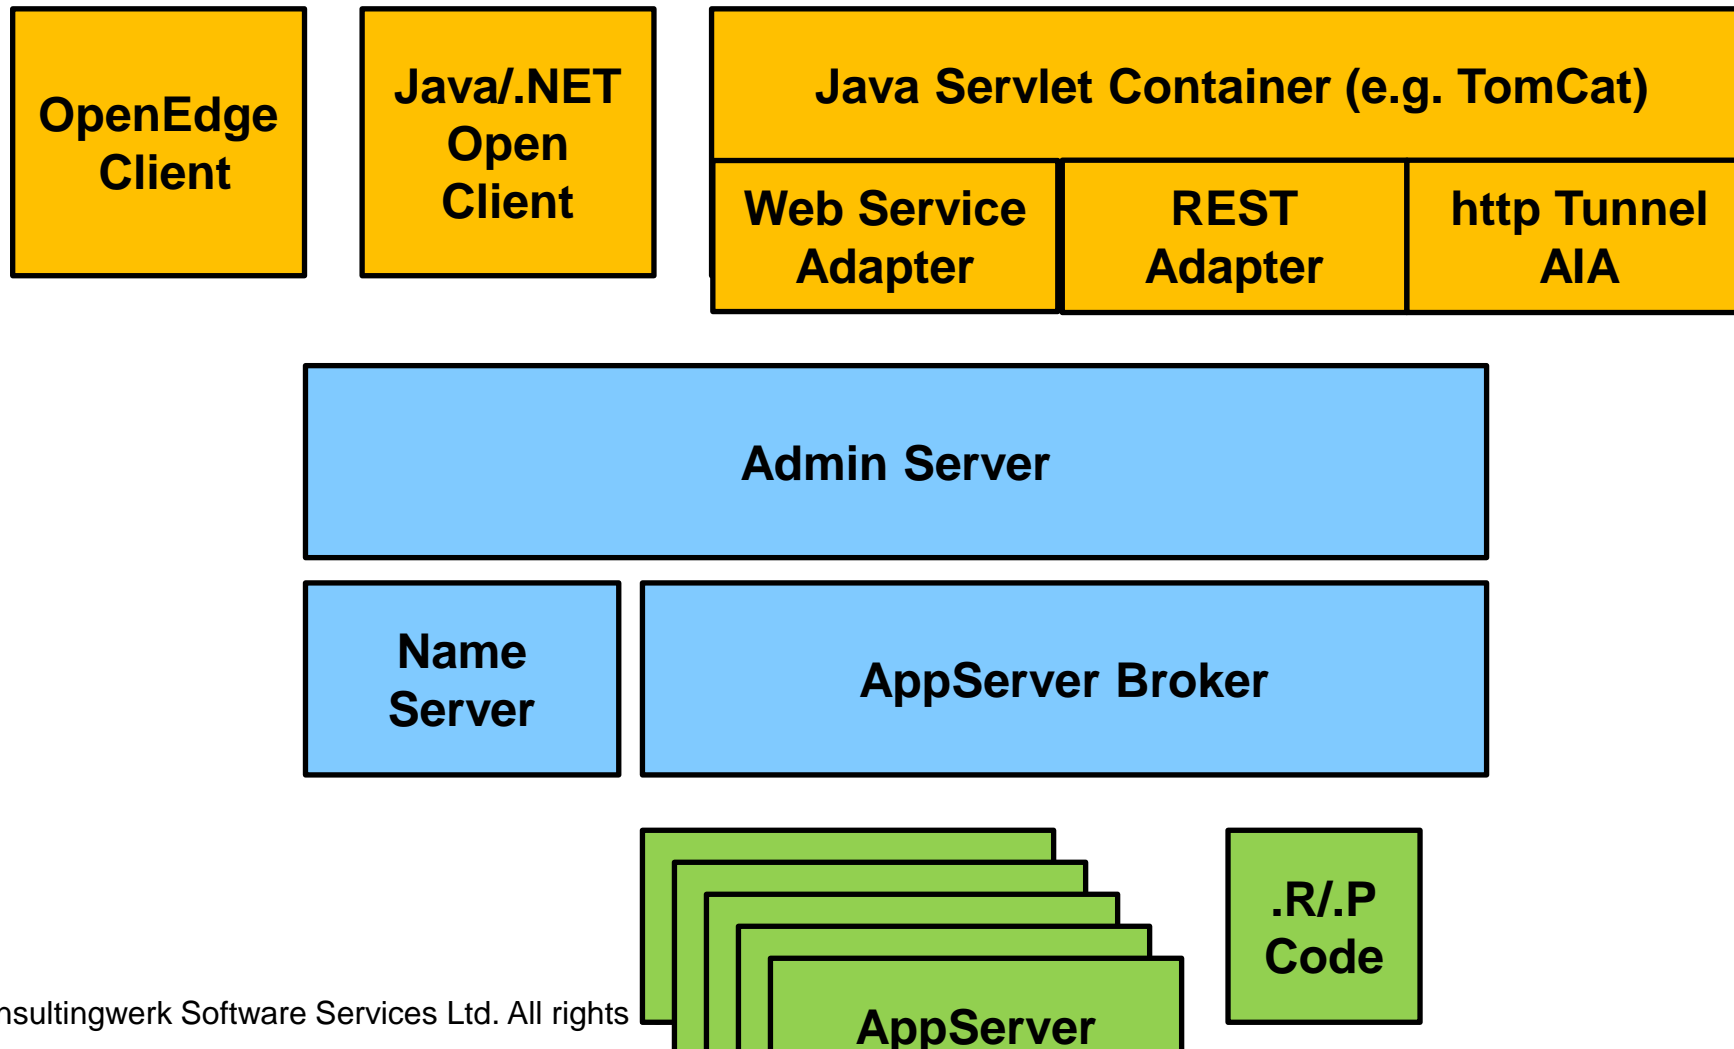 OpenEdge
Client
Java/.NET
Open
Client
Java Servlet Container (e.g. TomCat)
Web Service
Adapter
REST
Adapter
http Tunnel
AIA
Admin Server
Name
Server
AppServer Broker
.R/.P
Code
AppServer
nsultingwerk Software Services Ltd. All rights